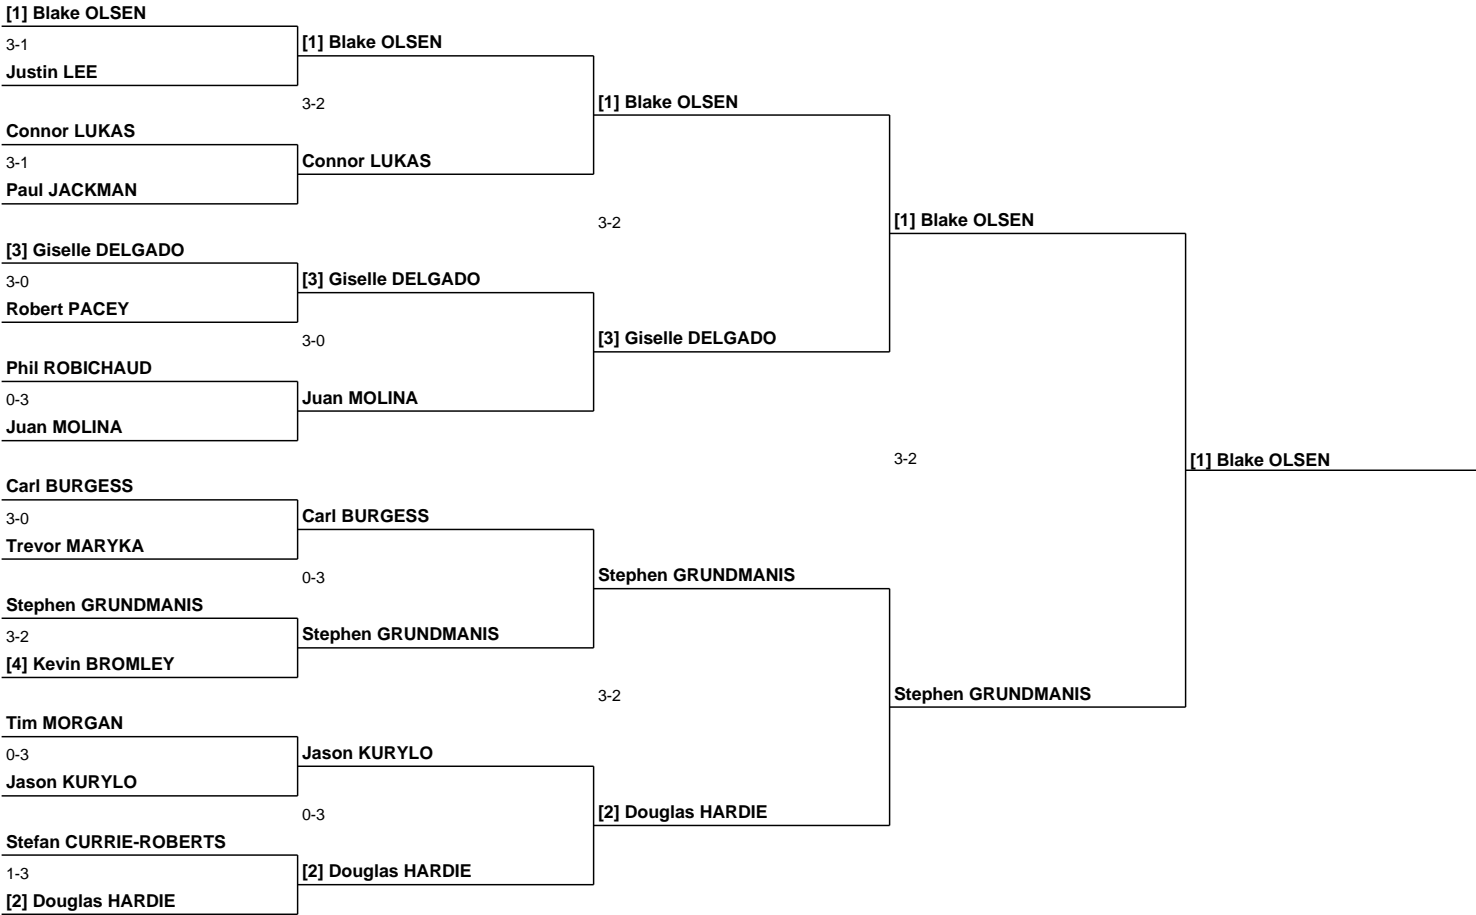 [1] Blake OLSEN
3-1
Justin LEE
Connor LUKAS
3-1
Paul JACKMAN
[3] Giselle DELGADO
3-0
Robert PACEY
Phil ROBICHAUD
0-3
Juan MOLINA
Carl BURGESS
3-0
Trevor MARYKA
Stephen GRUNDMANIS
3-2
[4] Kevin BROMLEY
Tim MORGAN
0-3
Jason KURYLO
Stefan CURRIE-ROBERTS
1-3
[2] Douglas HARDIE
[1] Blake OLSEN
3-2
Connor LUKAS
[3] Giselle DELGADO
3-0
Juan MOLINA
Carl BURGESS
0-3
Stephen GRUNDMANIS
Jason KURYLO
0-3
[2] Douglas HARDIE
[1] Blake OLSEN
3-2
[3] Giselle DELGADO
Stephen GRUNDMANIS
3-2
[2] Douglas HARDIE
[1] Blake OLSEN
3-2
Stephen GRUNDMANIS
[1] Blake OLSEN